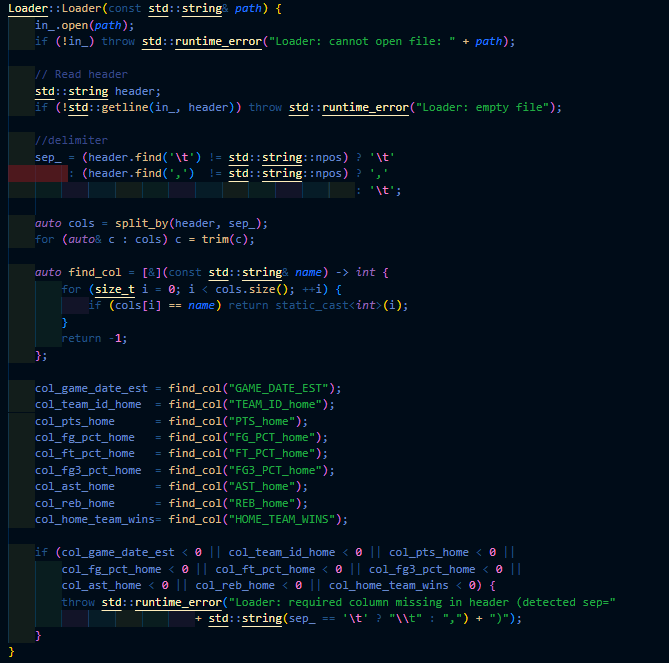 Loader::Loader(const std::string& path) {
    in_.open(path);
    if (!in_) throw std::runtime_error("Loader: cannot open file: " + path);

    // Read header
    std::string header;
    if (!std::getline(in_, header)) throw std::runtime_error("Loader: empty file");

    //delimiter
    sep_ = (header.find('\t') != std::string::npos) ? '\t'
         : (header.find(',')  != std::string::npos) ? ','
                                                    : '\t';

    auto cols = split_by(header, sep_);
    for (auto& c : cols) c = trim(c);

    auto find_col = [&](const std::string& name) -> int {
        for (size_t i = 0; i < cols.size(); ++i) {
            if (cols[i] == name) return static_cast<int>(i);
        }
        return -1;
    };

    col_game_date_est = find_col("GAME_DATE_EST");
    col_team_id_home  = find_col("TEAM_ID_home");
    col_pts_home      = find_col("PTS_home");
    col_fg_pct_home   = find_col("FG_PCT_home");
    col_ft_pct_home   = find_col("FT_PCT_home");
    col_fg3_pct_home  = find_col("FG3_PCT_home");
    col_ast_home      = find_col("AST_home");
    col_reb_home      = find_col("REB_home");
    col_home_team_wins= find_col("HOME_TEAM_WINS");

    if (col_game_date_est < 0 || col_team_id_home < 0 || col_pts_home < 0 ||
        col_fg_pct_home < 0 || col_ft_pct_home < 0 || col_fg3_pct_home < 0 ||
        col_ast_home < 0 || col_reb_home < 0 || col_home_team_wins < 0) {
        throw std::runtime_error("Loader: required column missing in header (detected sep="
                            + std::string(sep_ == '\t' ? "\\t" : ",") + ")");
    }
}